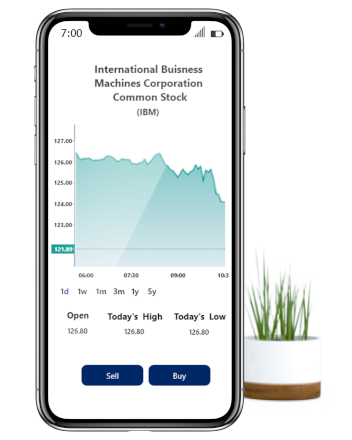 7:00
International Buisness
Machines Corporation
Common Stock
(IBM)
127.00
126.00
125.00
124.00
123.00
121.89
06:00 07:30 09:00 10:3
1d 1w 1m 3m 1y 5y
Open Today's High Today's Low
126.80 126.80 126.80
Sell Buy